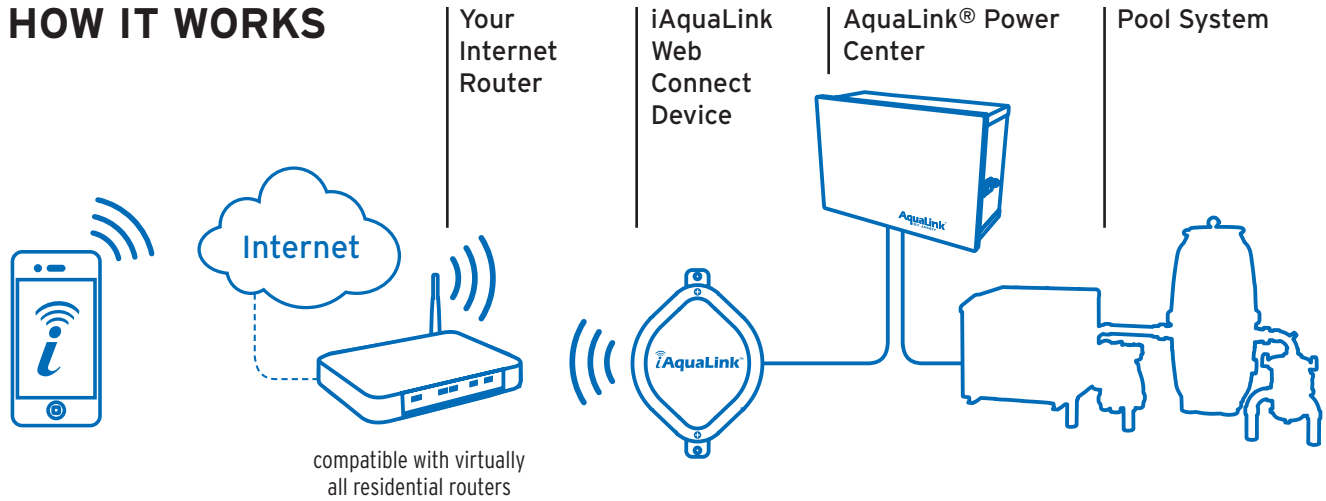 HOW IT WORKS
Your
Internet
Router
iAquaLink
Web
Connect
Device
AquaLink® Power
Center
Pool System
Internet
i
iAquaLink™
AquaLink
compatible with virtually
all residential routers